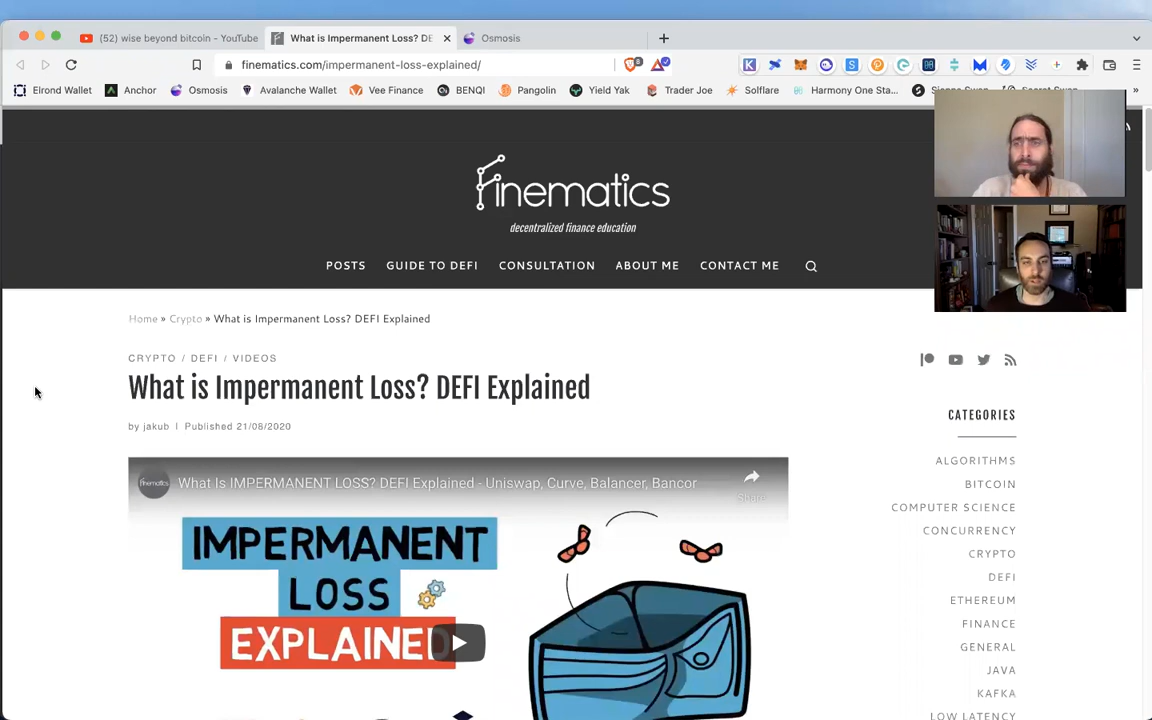 (52) wise beyond bitcoin - YouTube
What is Impermanent Loss? DE
Osmosis
finematics.com/impermanent-loss-explained/
Elrond Wallet
Anchor
Osmosis
Avalanche Wallet
Vee Finance
BENQI
Pangolin
Yield Yak
Trader Joe
Solflare
Harmony One Sta...
»
Finematics
decentralized finance education
POSTS
GUIDE TO DEFI
CONSULTATION
ABOUT ME
CONTACT ME
Home » Crypto » What is Impermanent Loss? DEFI Explained
CRYPTO / DEFI / VIDEOS
What is Impermanent Loss? DEFI Explained
by jakub | Published 21/08/2020
finematics
What Is IMPERMANENT LOSS? DEFI Explained - Uniswap, Curve, Balancer, Bancor
Share
IMPERMANENT
LOSS
EXPLAINED
CATEGORIES
ALGORITHMS
BITCOIN
COMPUTER SCIENCE
CONCURRENCY
CRYPTO
DEFI
ETHEREUM
FINANCE
GENERAL
JAVA
KAFKA
LOW LATENCY